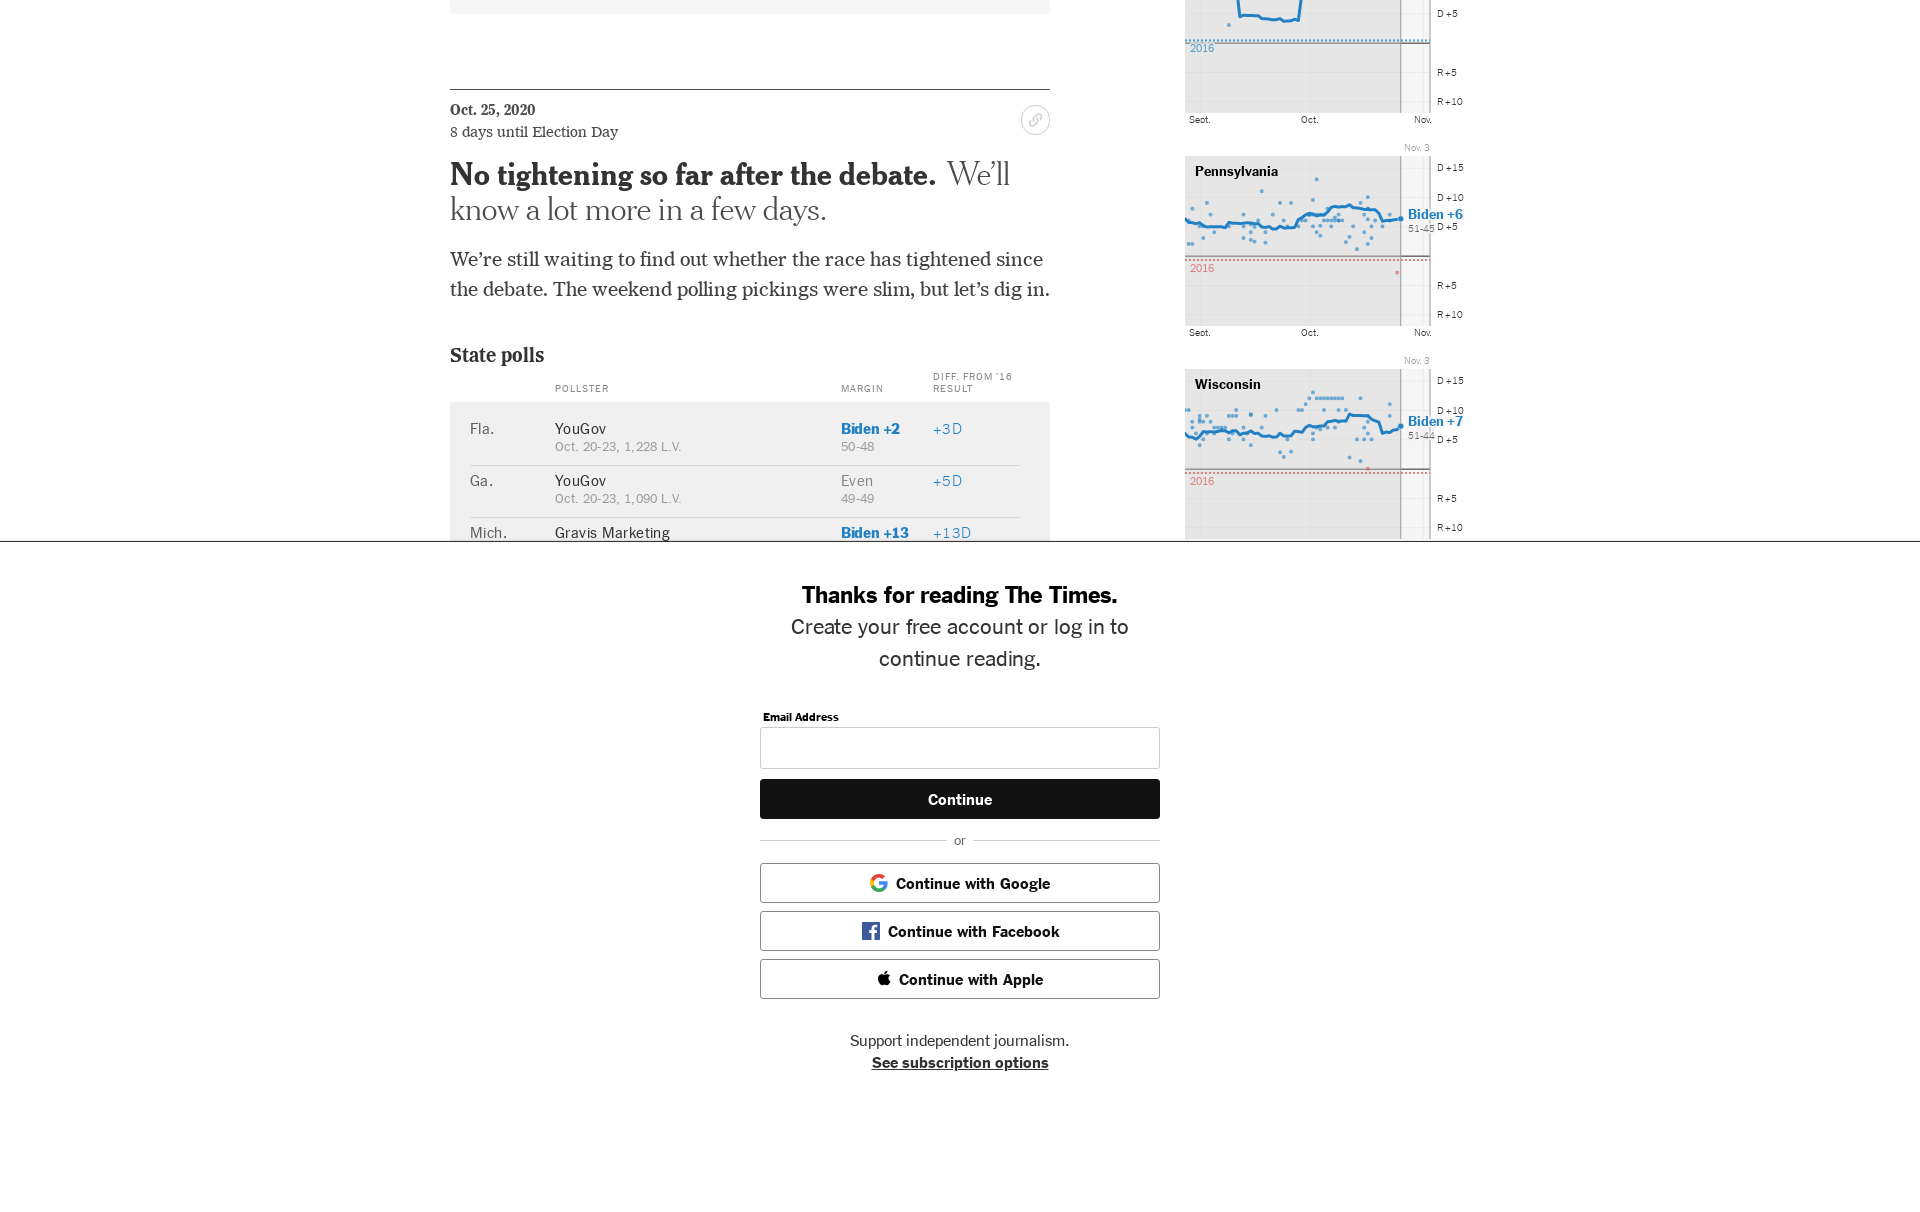 Oct. 25, 2020
8 days until Election Day
No tightening so far after the debate. We’ll
know a lot more in a few days.
We’re still waiting to find out whether the race has tightened since
the debate. The weekend polling pickings were slim, but let’s dig in.
State polls
POLLSTER MARGIN DIFF. FROM ’16 RESULT
Fla. YouGov Biden +2 +3D
Oct. 20-23, 1,228 L.V. 50-48
Ga. YouGov Even +5D
Oct. 20-23, 1,090 L.V. 49-49
Mich. Gravis Marketing Biden +13 +13D
D +5
2016
R +5
R +10
Sept. Oct. Nov.
Nov. 3
Pennsylvania
D +15
D +10
Biden +6
51-45
D +5
2016
R +5
R +10
Sept. Oct. Nov.
Nov. 3
Wisconsin
D +15
D +10
Biden +7
51-44
D +5
2016
R +5
R +10
Thanks for reading The Times.
Create your free account or log in to
continue reading.
Email Address
Continue
or
Continue with Google
Continue with Facebook
Continue with Apple
Support independent journalism.
See subscription options